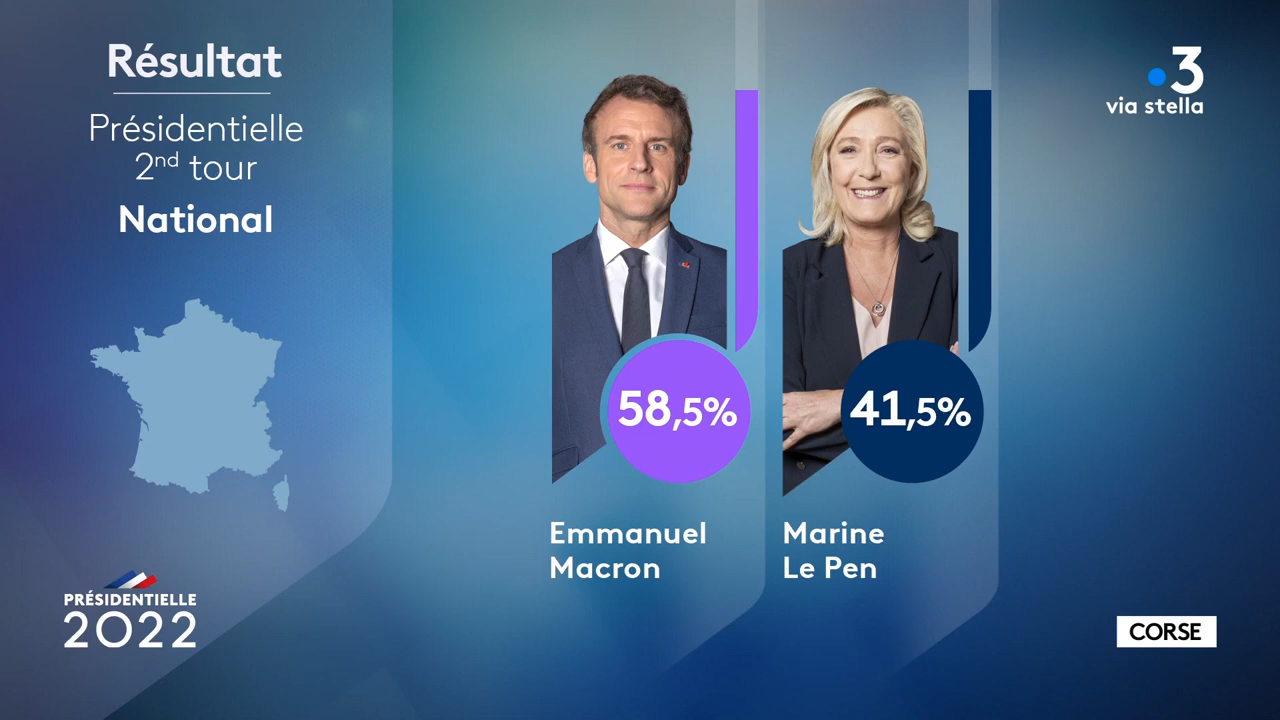 Résultat
Présidentielle
2nd tour
National
PRÉSIDENTIELLE
2022
58,5%
Emmanuel
Macron
41,5%
Marine
Le Pen
3
via stella
CORSE